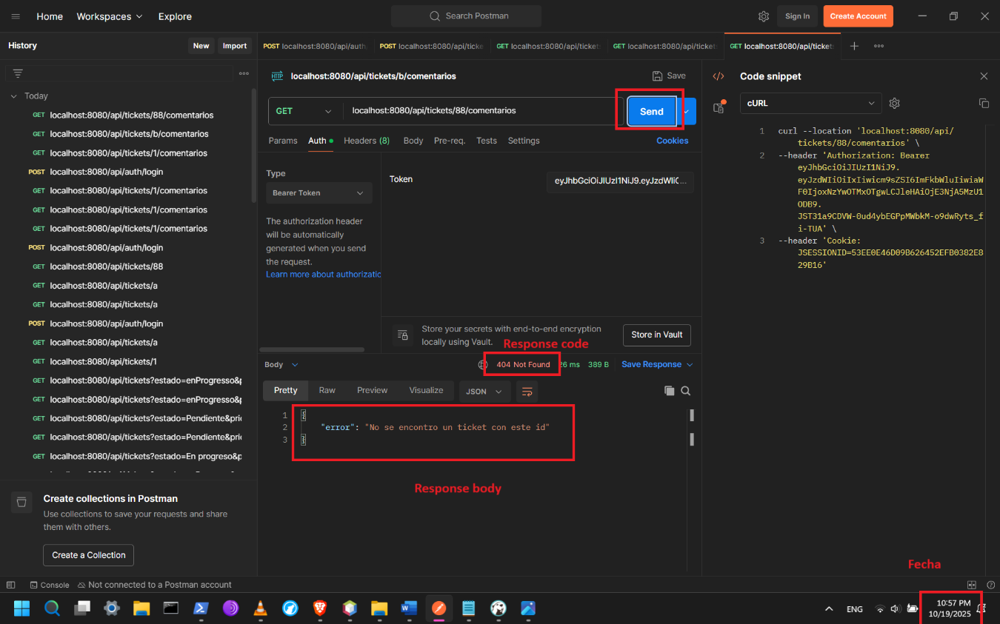 Home
Workspaces
Explore
Search Postman
Sign In
Create Account
History
New
Import
POST localhost:8080/api/auth
POST localhost:8080/api/ticke
GET localhost:8080/api/ticket
GET localhost:8080/api/ticket
GET localhost:8080/api/ticket
Today
GET localhost:8080/api/tickets/88/comentarios
GET localhost:8080/api/tickets/b/comentarios
GET localhost:8080/api/tickets/1/comentarios
POST localhost:8080/api/auth/login
GET localhost:8080/api/tickets/1/comentarios
GET localhost:8080/api/tickets/1/comentarios
GET localhost:8080/api/tickets/1/comentarios
POST localhost:8080/api/auth/login
GET localhost:8080/api/tickets/88
GET localhost:8080/api/tickets/a
GET localhost:8080/api/tickets/a
POST localhost:8080/api/auth/login
GET localhost:8080/api/tickets/a
GET localhost:8080/api/tickets/1
GET localhost:8080/api/tickets?estado=enProgreso&p
GET localhost:8080/api/tickets?estado=enProgreso&p
GET localhost:8080/api/tickets?estado=Pendiente&pri
GET localhost:8080/api/tickets?estado=Pendiente&pri
GET localhost:8080/api/tickets?estado=En progreso&p
Create collections in Postman
Use collections to save your requests and share
them with others.
Create a Collection
HTTP localhost:8080/api/tickets/b/comentarios
Save
GET
localhost:8080/api/tickets/88/comentarios
Send
Params
Auth
Headers (8)
Body
Pre-req.
Tests
Settings
Cookies
Type
Bearer Token
The authorization header
will be automatically
generated when you send
the request.
Learn more about authorizatio
Token
eyJhbGciOiJIUzI1NiJ9.eyJzdWIiO...
Store your secrets with end-to-end encryption
locally using Vault.
Store in Vault
Response code
Body
404 Not Found
26 ms
389 B
Save Response
Pretty
Raw
Preview
Visualize
JSON
1 {
2 "error": "No se encontro un ticket con este id"
3 }
Response body
Code snippet
cURL
1 curl --location 'localhost:8080/api/
tickets/88/comentarios' \
2 --header 'Authorization: Bearer
eyJhbGciOiJIUzI1NiJ9.
eyJzdWIiOiIxIiwicm9sZSI6ImFkbWluIiwiaW
F0IjoxNzYwOTMxOTgwLCJleHAiOjE3NjA5MzU1
ODB9.
JST31a9CDVW-0ud4ybEGPpMWbkM-o9dwRyts_f
i-TUA' \
3 --header 'Cookie:
JSESSIONID=53EE0E46D09B626452EFB0382E8
29B16'
Fecha
Console
Not connected to a Postman account
ENG
10:57 PM
10/19/2025